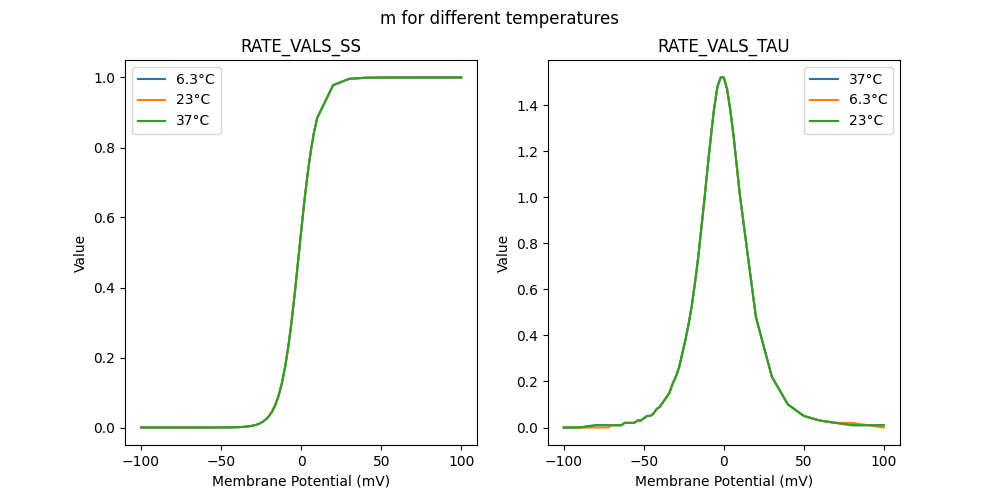 m for different temperatures
RATE_VALS_SS
RATE_VALS_TAU
6.3°C
23°C
37°C
37°C
6.3°C
23°C
Value
1.0
0.8
0.6
0.4
0.2
0.0
−100
−50
0
50
100
Membrane Potential (mV)
Value
1.4
1.2
1.0
0.8
0.6
0.4
0.2
0.0
−100
−50
0
50
100
Membrane Potential (mV)